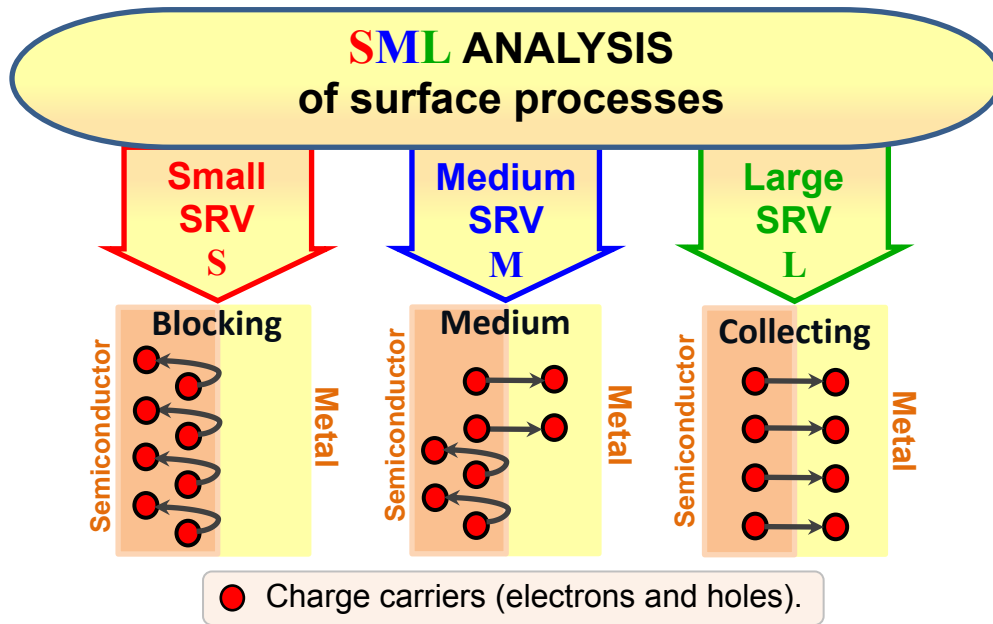 SML ANALYSIS
of surface processes
Small
SRV
S
Medium
SRV
M
Large
SRV
L
Blocking
Semiconductor
Metal
Medium
Semiconductor
Metal
Collecting
Semiconductor
Metal
Charge carriers (electrons and holes).